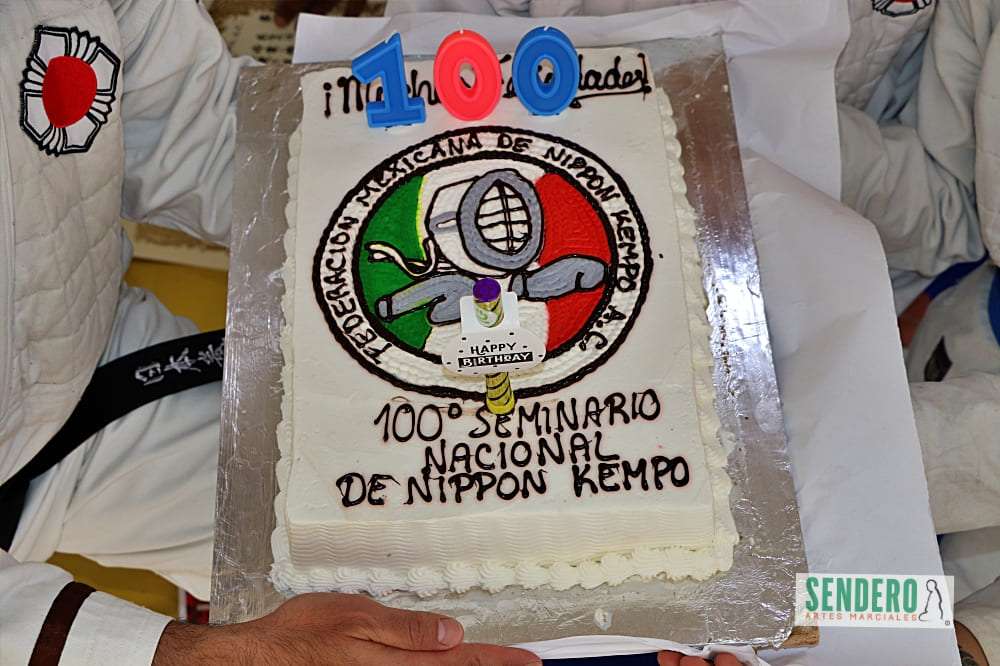 100
¡Muchas Felicidades!
FEDERACION MEXICANA DE NIPPON KEMPO A.C.
HAPPY
BIRTHDAY
100° SEMINARIO
NACIONAL
DE NIPPON KEMPO
SENDERO
ARTES MARCIALES